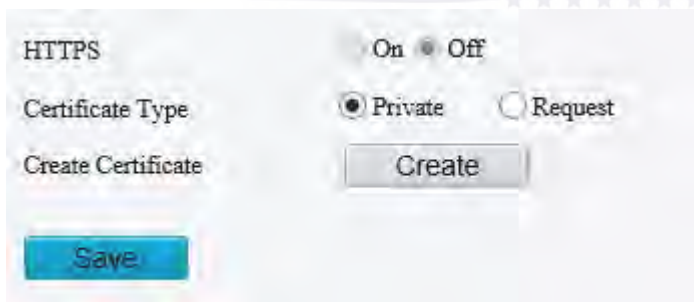 HTTPS On Off
Certificate Type Private Request
Create Certificate Create
Save